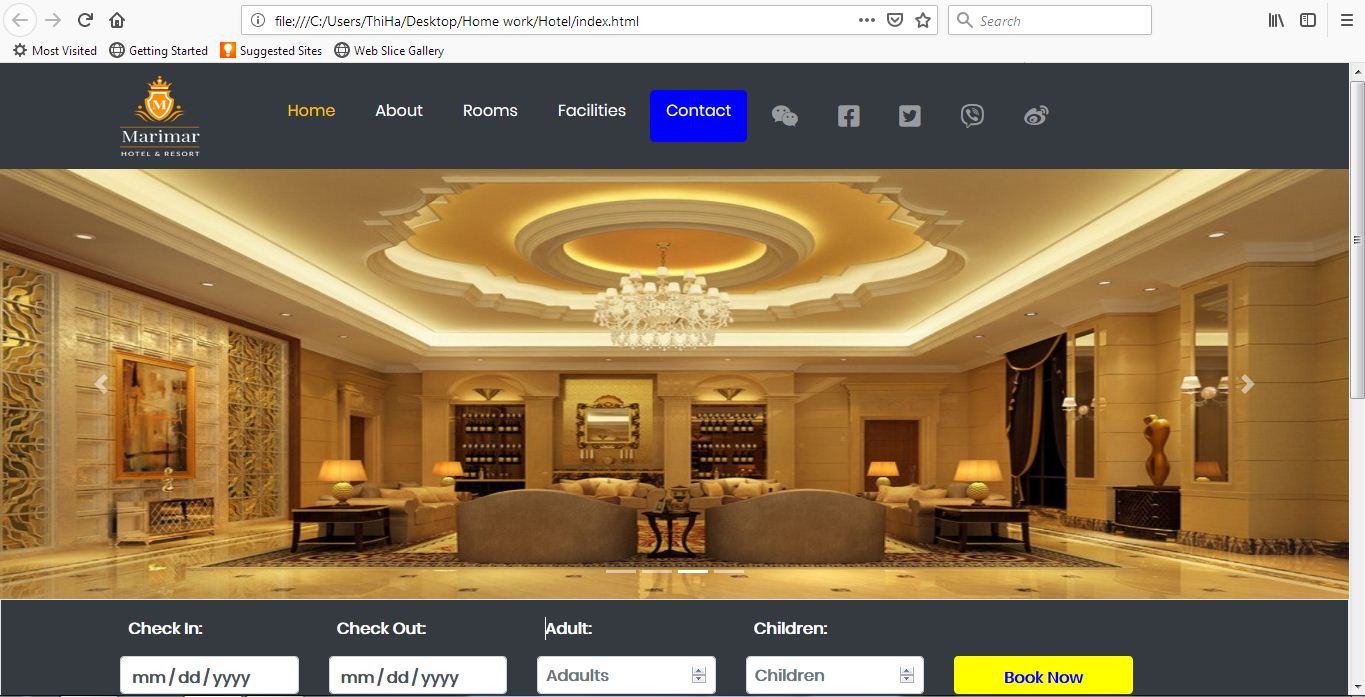 file:///C:/Users/ThiHa/Desktop/Home work/Hotel/index.html
Search
Most Visited Getting Started Suggested Sites Web Slice Gallery
M
Marimar
HOTEL & RESORT
Home About Rooms Facilities Contact
Check In: Check Out: Adult: Children:
mm / dd / yyyy mm / dd / yyyy Adaults Children Book Now